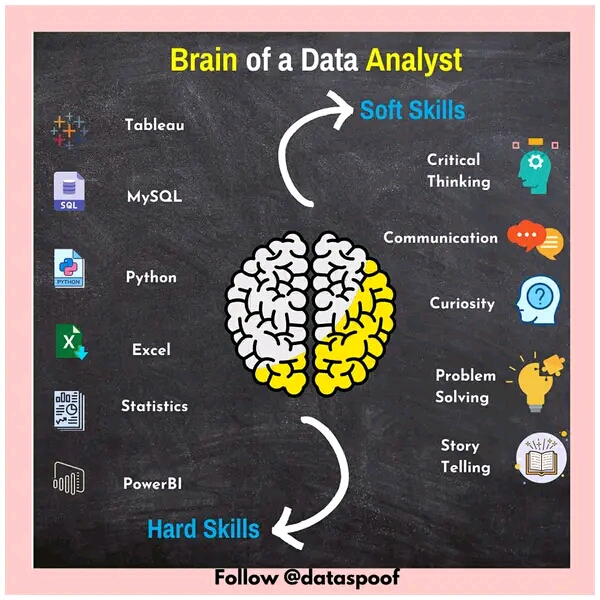 Brain of a Data Analyst
Soft Skills
Tableau
SQL
MySQL
PYTHON
Python
X
Excel
Statistics
PowerBI
Hard Skills
Critical
Thinking
Communication
?
Curiosity
Problem
Solving
Story
Telling
Follow @dataspoof